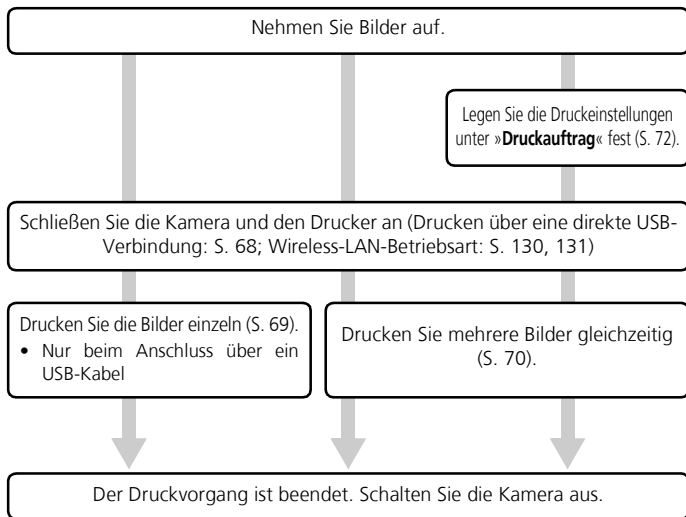 Nehmen Sie Bilder auf.
Legen Sie die Druckeinstellungen
unter »Druckauftrag« fest (S. 72).
Schließen Sie die Kamera und den Drucker an (Drucken über eine direkte USB-
Verbindung: S. 68; Wireless-LAN-Betriebsart: S. 130, 131)
Drucken Sie die Bilder einzeln (S. 69).
• Nur beim Anschluss über ein
USB-Kabel
Drucken Sie mehrere Bilder gleichzeitig
(S. 70).
Der Druckvorgang ist beendet. Schalten Sie die Kamera aus.